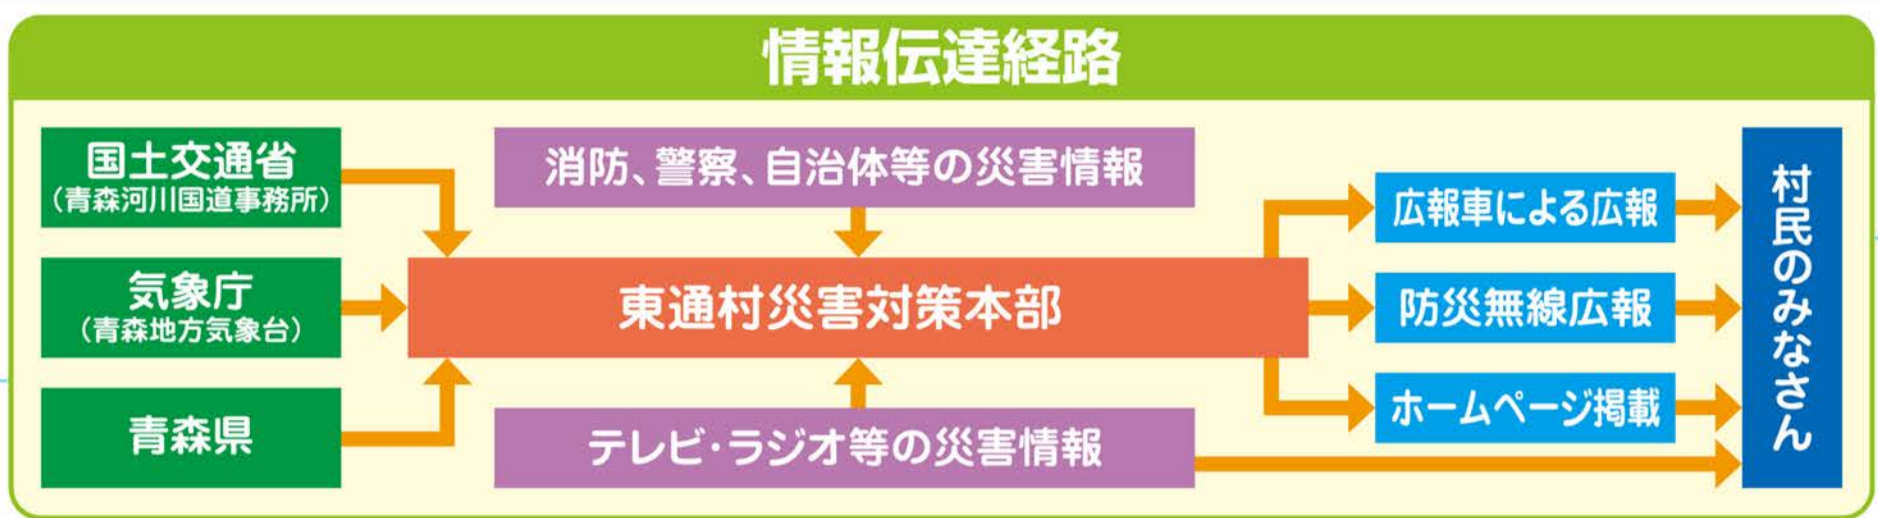 情報伝達経路
国土交通省
（青森河川国道事務所）
気象庁
（青森地方気象台）
青森県
消防、警察、自治体等の災害情報
東通村災害対策本部
テレビ・ラジオ等の災害情報
広報車による広報
防災無線広報
ホームページ掲載
村民のみなさん